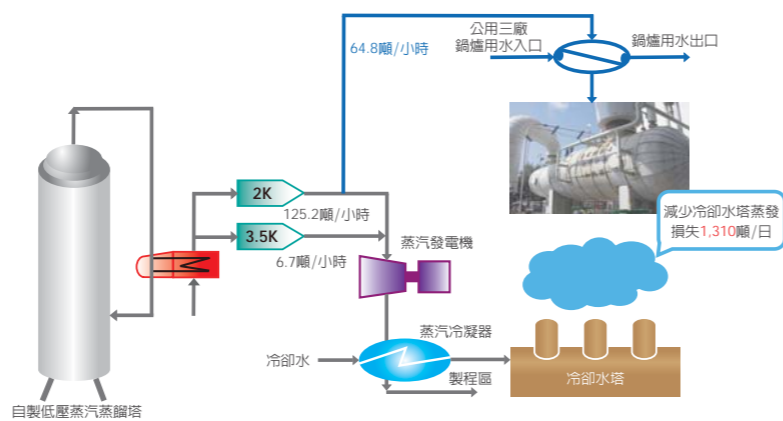 公用三廠
鍋爐用水入口
鍋爐用水出口
64.8噸/小時
2K
125.2噸/小時
3.5K
6.7噸/小時
減少冷卻水塔蒸發
損失1,310噸/日
蒸汽發電機
蒸汽冷凝器
冷卻水
製程區
冷卻水塔
自製低壓蒸汽蒸餾塔